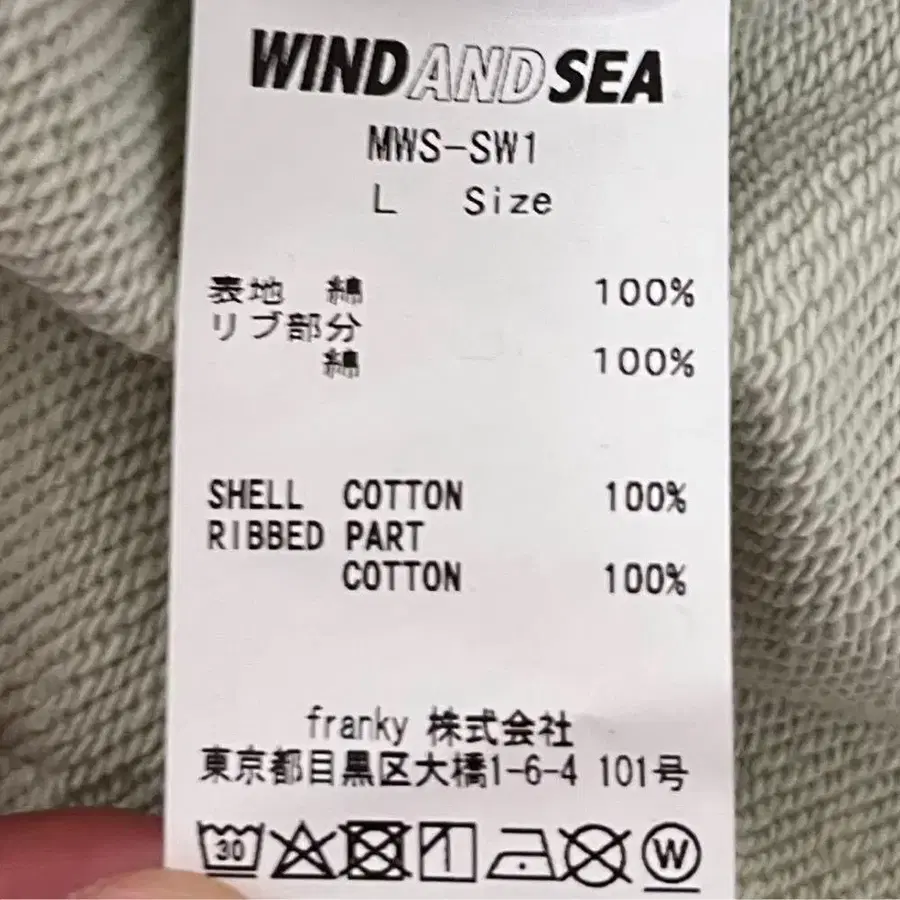 WINDANDSEA
MWS-SW1
L Size
表地 綿 100%
リブ部分
綿 100%
SHELL COTTON 100%
RIBBED PART
COTTON 100%
franky 株式会社
東京都目黒区大橋1-6-4 101号
30 W